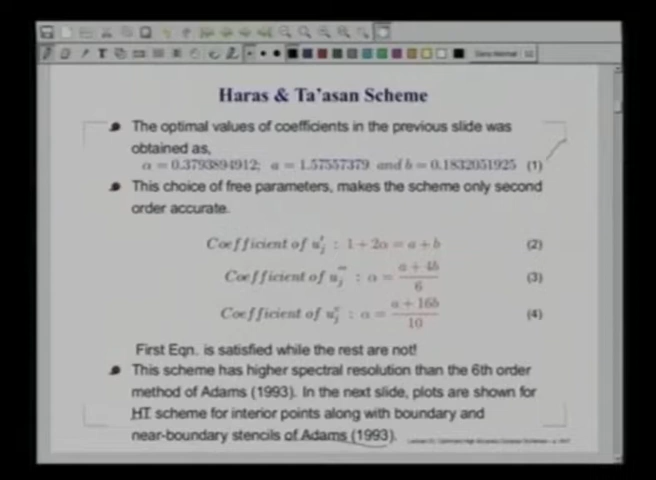 Haras & Ta'asan Scheme
The optimal values of coefficients in the previous slide was
obtained as,
α = 0.3793894912; a = 1.57557379 and b = 0.1832051925 (1)
This choice of free parameters, makes the scheme only second
order accurate.
Coefficient of u'_j : 1 + 2α = a + b (2)
Coefficient of u_j''' : α = (a + 4b)/6 (3)
Coefficient of u_j^v : α = (a + 16b)/10 (4)
First Eqn. is satisfied while the rest are not!
This scheme has higher spectral resolution than the 6th order
method of Adams (1993). In the next slide, plots are shown for
HT scheme for interior points along with boundary and
near-boundary stencils of Adams (1993).